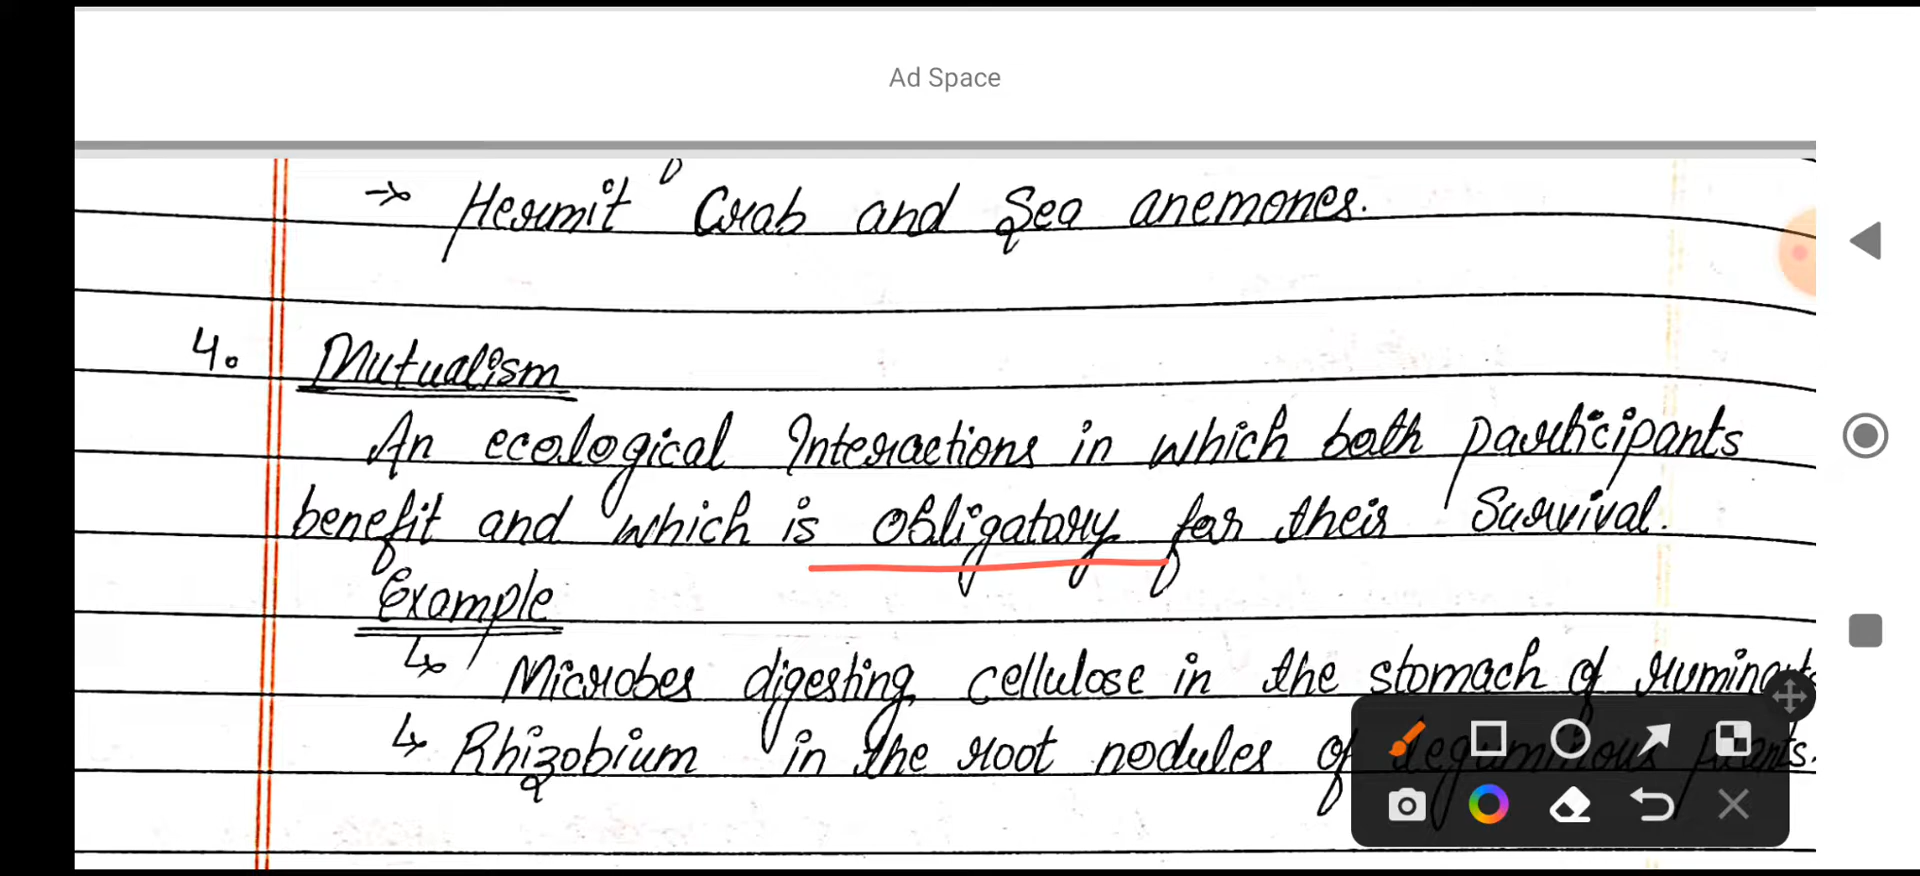 Ad Space
→ Hermit Crab and Sea anemones.
4. Mutualism
An ecological Interactions in which both participants
benefit and which is obligatory for their Survival.
Example
↳ Microbes digesting cellulose in the stomach of ruminants
↳ Rhizobium in the root nodules of leguminous plants.